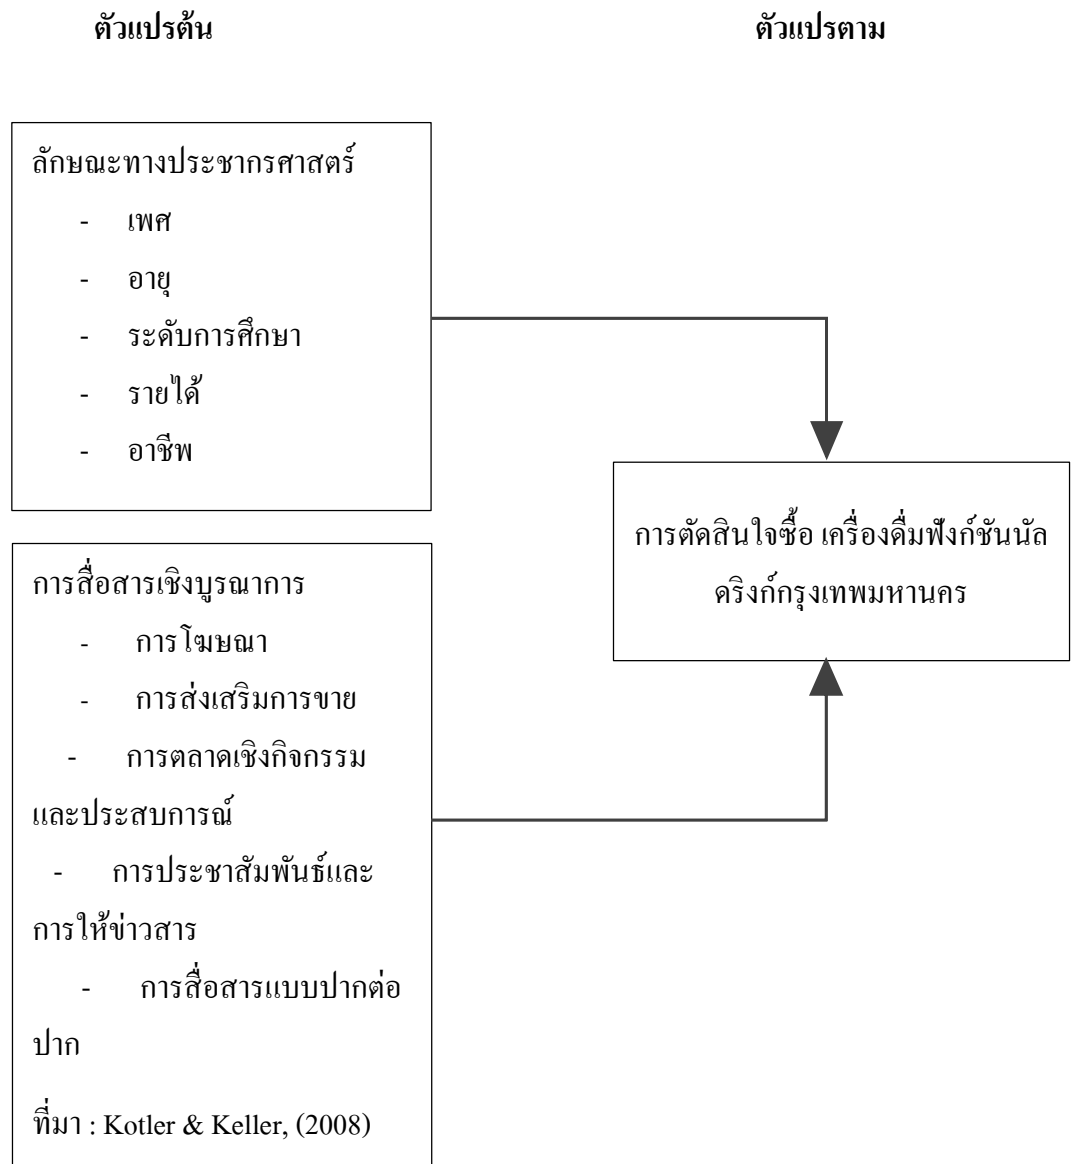 ตัวแปรต้น
ตัวแปรตาม
ลักษณะทางประชากรศาสตร์
- เพศ
- อายุ
- ระดับการศึกษา
- รายได้
- อาชีพ
การตัดสินใจซื้อ เครื่องดื่มฟังก์ชันนัล
ดริงก์กรุงเทพมหานคร
การสื่อสารเชิงบูรณาการ
- การโฆษณา
- การส่งเสริมการขาย
- การตลาดเชิงกิจกรรม
และประสบการณ์
- การประชาสัมพันธ์และ
การให้ข่าวสาร
- การสื่อสารแบบปากต่อ
ปาก
ที่มา : Kotler & Keller, (2008)